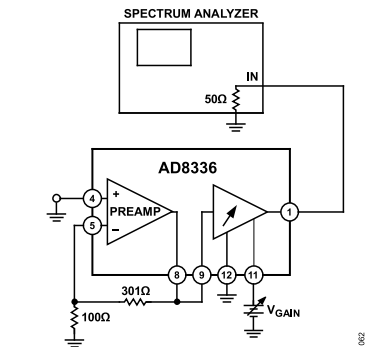 SPECTRUM ANALYZER
IN
50Ω
AD8336
4
+
PREAMP
5
–
1
8
9
12
11
301Ω
100Ω
VGAIN
062